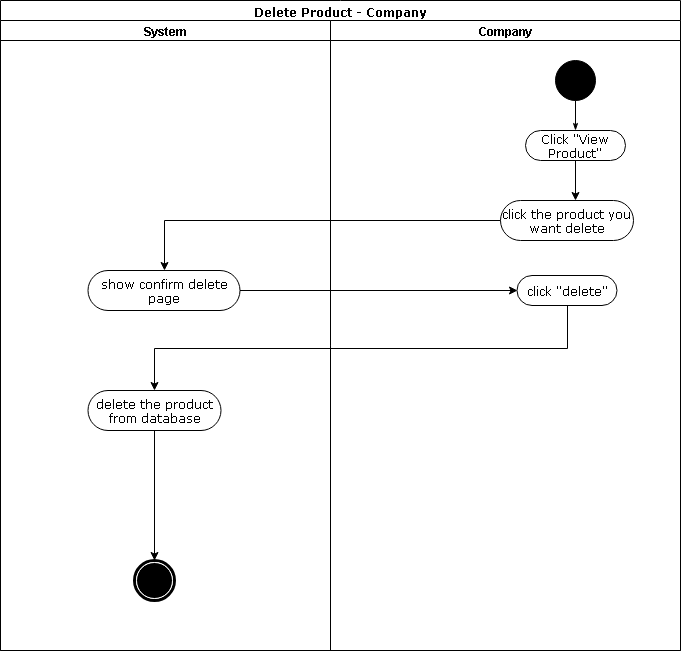 Delete Product - Company
System
Company
Click "View
Product"
click the product you
want delete
show confirm delete
page
click "delete"
delete the product
from database